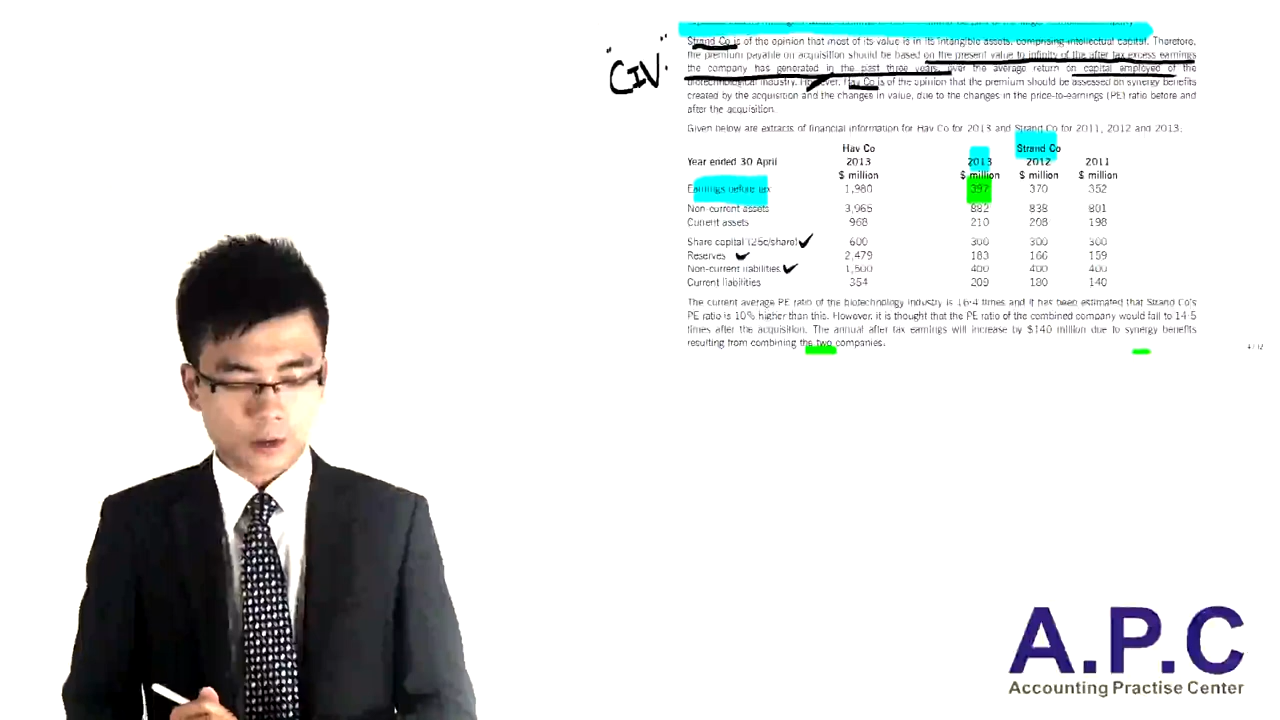 "CIV."
Strand Co is of the opinion that most of its value is in its intangible assets, comprising intellectual capital. Therefore,
the premium payable on acquisition should be based on the present value to infinity of the after tax excess earnings
the company has generated in the past three years, over the average return on capital employed of the
biotechnological industry. However, Hav Co is of the opinion that the premium should be assessed on synergy benefits
created by the acquisition and the changes in value, due to the changes in the price-to-earnings (PE) ratio before and
after the acquisition.
Given below are extracts of financial information for Hav Co for 2013 and Strand Co for 2011, 2012 and 2013:
Hav Co Strand Co
Year ended 30 April 2013 2013 2012 2011
$ million $ million $ million $ million
Earnings before tax 1,980 397 370 352
Non-current assets 3,965 882 838 801
Current assets 968 210 208 198
Share capital (25c/share) 600 300 300 300
Reserves 2,479 183 166 159
Non-current liabilities 1,500 400 400 400
Current liabilities 354 209 180 140
The current average PE ratio of the biotechnology industry is 16·4 times and it has been estimated that Strand Co's
PE ratio is 10% higher than this. However, it is thought that the PE ratio of the combined company would fall to 14·5
times after the acquisition. The annual after tax earnings will increase by $140 million due to synergy benefits
resulting from combining the two companies.
A.P.C
Accounting Practise Center